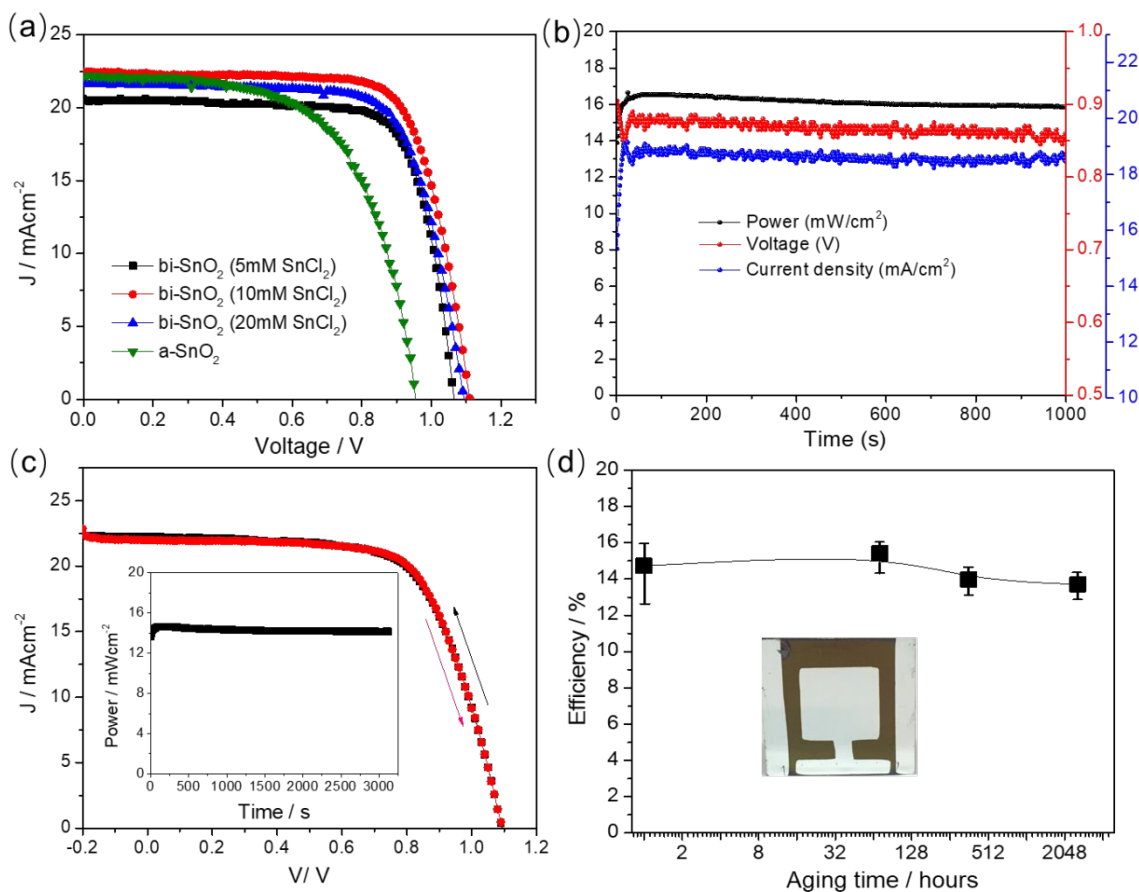 (a)
25
20
15
10
5
0
J / mAcm⁻²
bi-SnO₂ (5mM SnCl₂)
bi-SnO₂ (10mM SnCl₂)
bi-SnO₂ (20mM SnCl₂)
a-SnO₂
0.0 0.2 0.4 0.6 0.8 1.0 1.2
Voltage / V
(b)
20
18
16
14
12
10
8
6
4
2
0
Power (mW/cm²)
Voltage (V)
Current density (mA/cm²)
0 200 400 600 800 1000
Time (s)
1.0
0.9
0.8
0.7
0.6
0.5
22
20
18
16
14
12
10
(c)
25
20
15
10
5
0
J / mAcm⁻²
20
16
12
8
4
0
Power / mWcm⁻²
0 500 1000 1500 2000 2500 3000
Time / s
-0.2 0.0 0.2 0.4 0.6 0.8 1.0 1.2
V/ V
(d)
20
18
16
14
12
10
8
6
4
2
0
Efficiency / %
2 8 32 128 512 2048
Aging time / hours